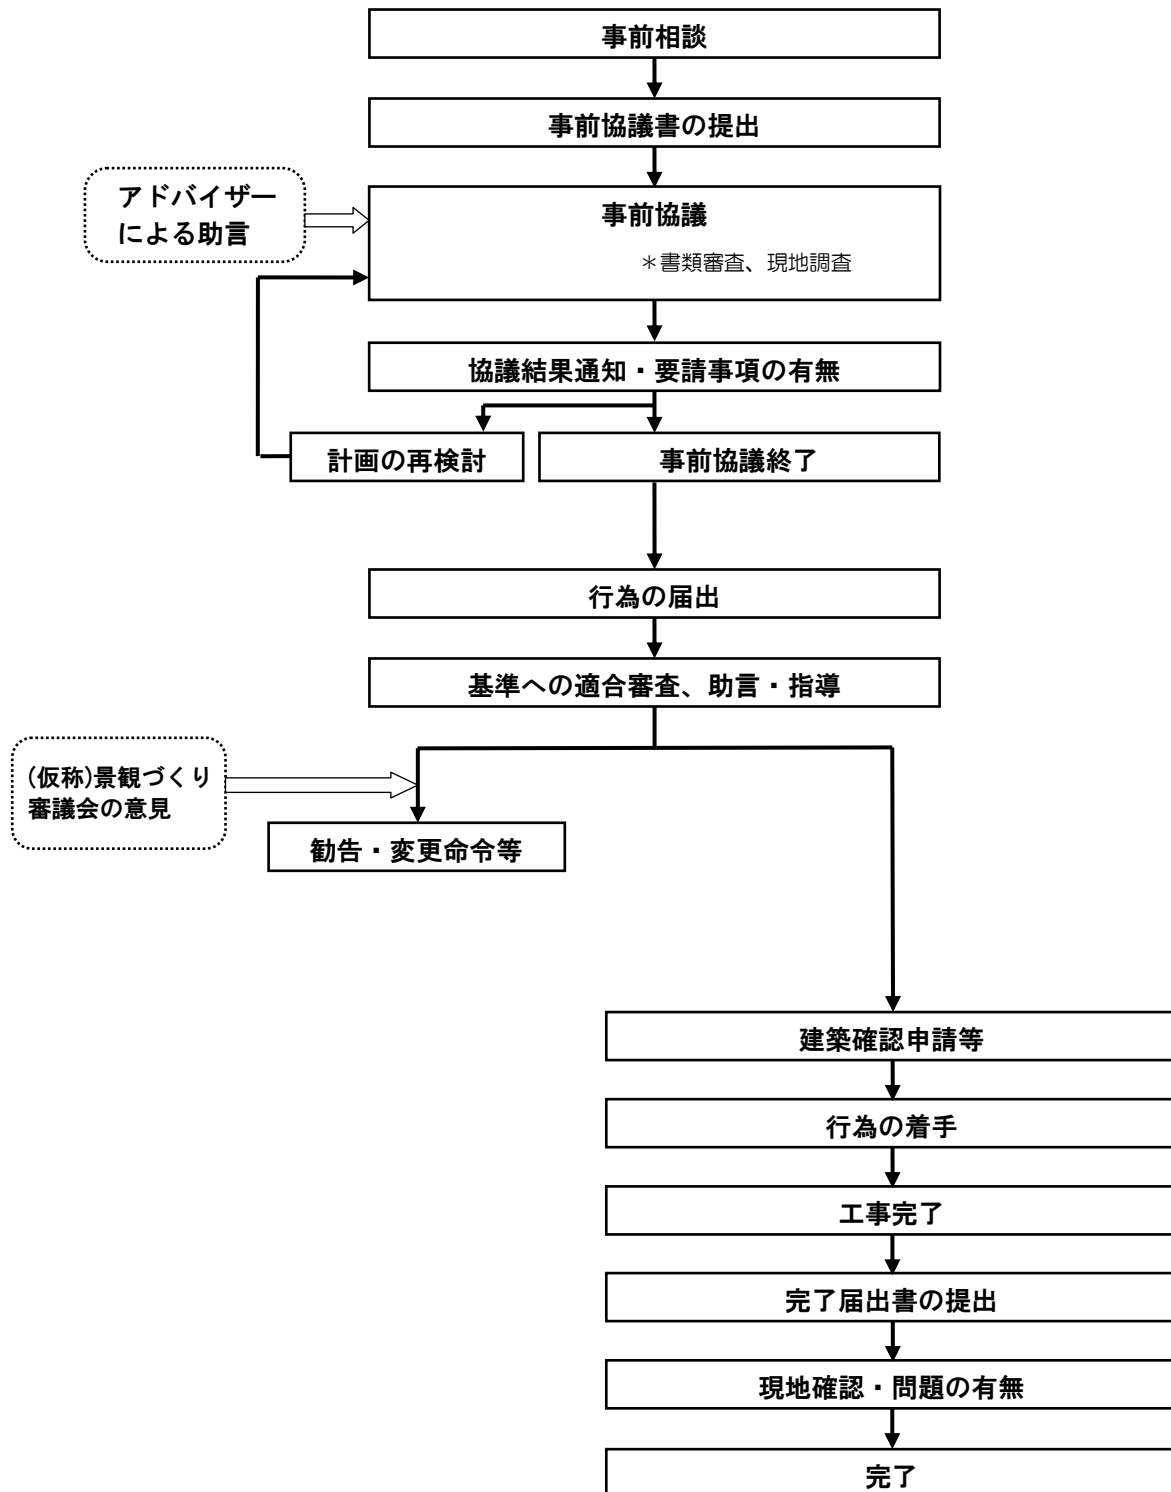 事前相談
事前協議書の提出
アドバイザー
による助言
事前協議
＊書類審査、現地調査
協議結果通知・要請事項の有無
計画の再検討
事前協議終了
行為の届出
基準への適合審査、助言・指導
(仮称)景観づくり
審議会の意見
勧告・変更命令等
建築確認申請等
行為の着手
工事完了
完了届出書の提出
現地確認・問題の有無
完了